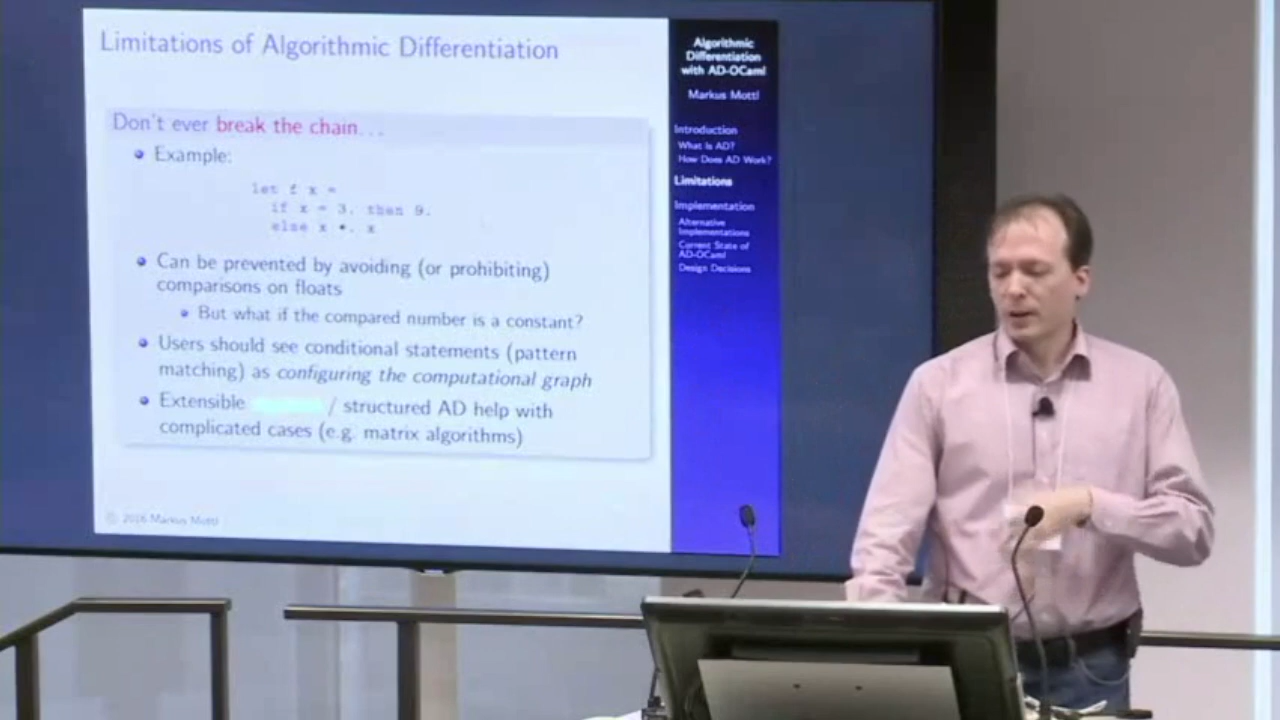 Limitations of Algorithmic Differentiation
Don't ever break the chain...
Example:
let f x =
if x = 3. then 9.
else x *. x
Can be prevented by avoiding (or prohibiting)
comparisons on floats
But what if the compared number is a constant?
Users should see conditional statements (pattern
matching) as configuring the computational graph
Extensible / structured AD help with
complicated cases (e.g. matrix algorithms)
© 2016 Markus Mottl
Algorithmic
Differentiation
with AD-OCaml
Markus Mottl
Introduction
What Is AD?
How Does AD Work?
Limitations
Implementation
Alternative
Implementations
Current State of
AD-OCaml
Design Decisions